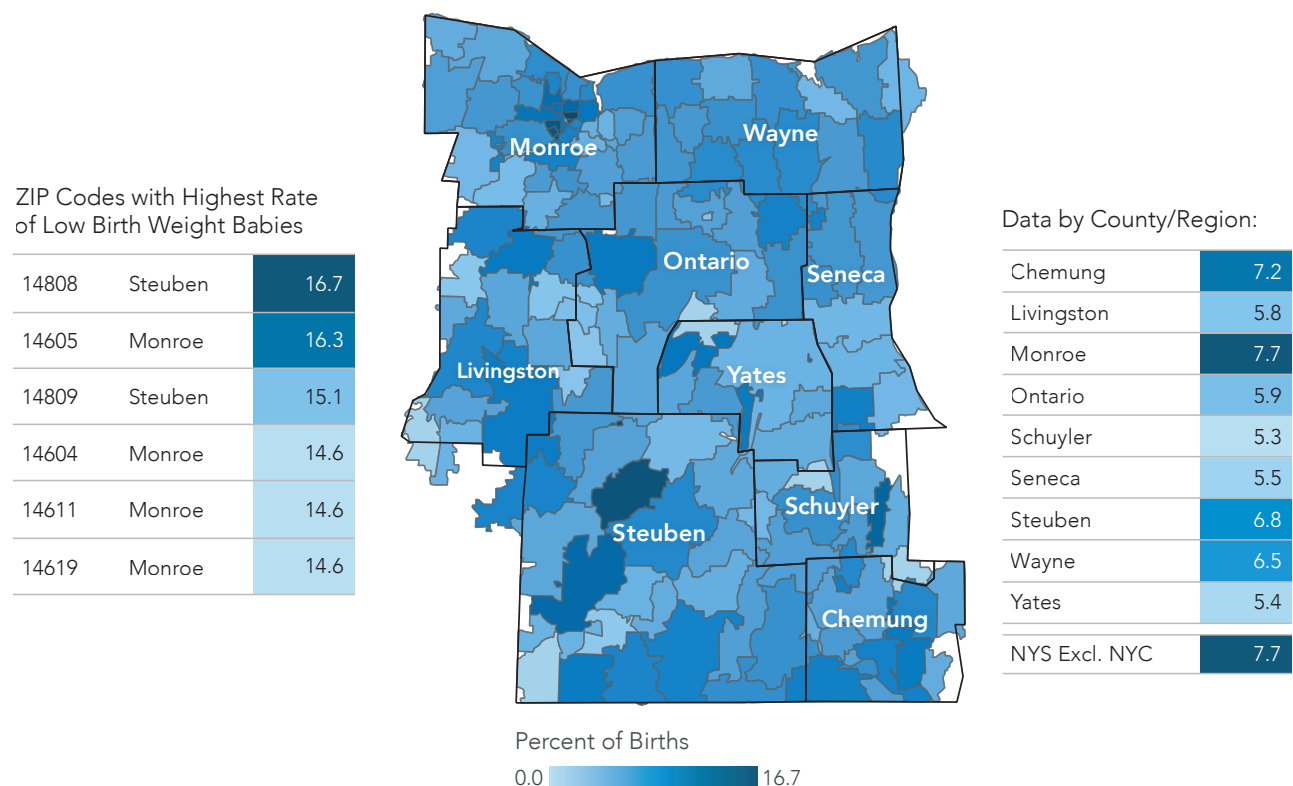 ZIP Codes with Highest Rate
of Low Birth Weight Babies
14808 Steuben 16.7
14605 Monroe 16.3
14809 Steuben 15.1
14604 Monroe 14.6
14611 Monroe 14.6
14619 Monroe 14.6
Monroe
Wayne
Ontario
Seneca
Livingston
Yates
Schuyler
Steuben
Chemung
Percent of Births
0.0 16.7
Data by County/Region:
Chemung 7.2
Livingston 5.8
Monroe 7.7
Ontario 5.9
Schuyler 5.3
Seneca 5.5
Steuben 6.8
Wayne 6.5
Yates 5.4
NYS Excl. NYC 7.7